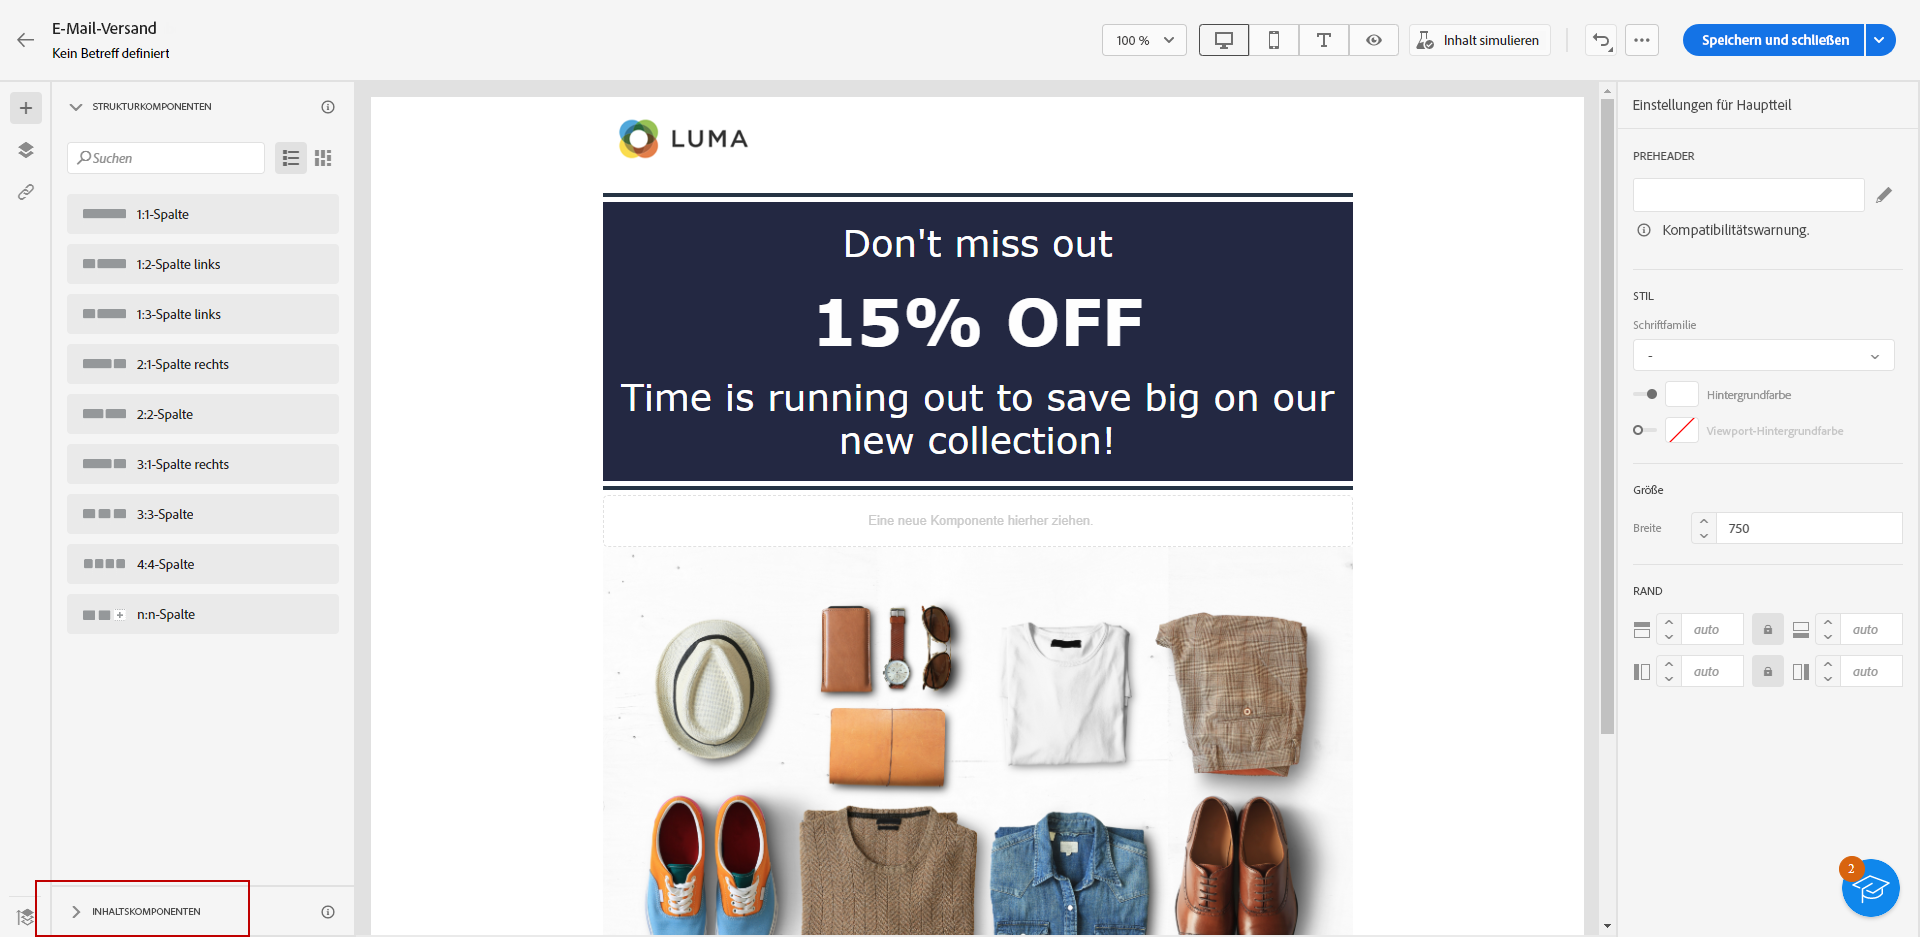 E-Mail-Versand
Kein Betreff definiert
100 %
Inhalt simulieren
Speichern und schließen
STRUKTURKOMPONENTEN
Suchen
1:1-Spalte
1:2-Spalte links
1:3-Spalte links
2:1-Spalte rechts
2:2-Spalte
3:1-Spalte rechts
3:3-Spalte
4:4-Spalte
n:n-Spalte
INHALTSKOMPONENTEN
LUMA
Don't miss out
15% OFF
Time is running out to save big on our
new collection!
Eine neue Komponente hierher ziehen.
Einstellungen für Hauptteil
PREHEADER
Kompatibilitätswarnung.
STIL
Schriftfamilie
-
Hintergrundfarbe
Viewport-Hintergrundfarbe
Größe
Breite
750
RAND
auto
auto
auto
auto
2